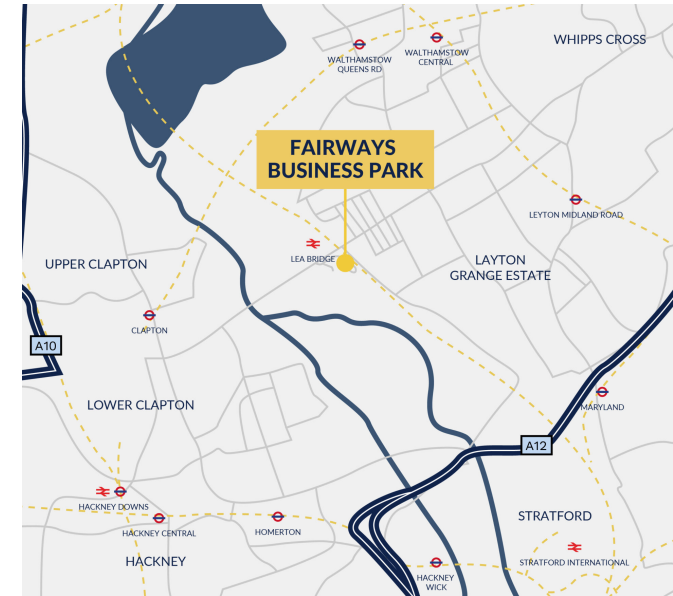 WHIPPS CROSS
WALTHAMSTOW
QUEENS RD
WALTHAMSTOW
CENTRAL
FAIRWAYS
BUSINESS PARK
LEYTON MIDLAND ROAD
LEA BRIDGE
UPPER CLAPTON
LAYTON
GRANGE ESTATE
CLAPTON
A10
LOWER CLAPTON
MARYLAND
A12
HACKNEY DOWNS
HACKNEY CENTRAL
HOMERTON
STRATFORD
HACKNEY
STRATFORD INTERNATIONAL
HACKNEY
WICK